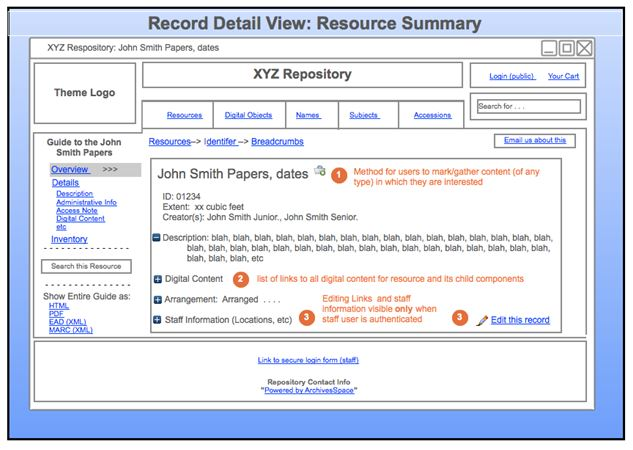 Record Detail View: Resource Summary
XYZ Respository: John Smith Papers, dates
Theme Logo
XYZ Repository
Login (public) Your Cart
Resources Digital Objects Names Subjects Accessions
Search for . . .
Guide to the John
Smith Papers
Overview >>>
Details
Description
Administrative Info
Access Note
Digital Content
etc
Inventory
Search this Resource
Show Entire Guide as:
HTML
PDF
EAD (XML)
MARC (XML)
Resources–> Identifer –> Breadcrumbs
Email us about this
John Smith Papers, dates
1 Method for users to mark/gather content (of any
type) in which they are interested
ID: 01234
Extent: xx cubic feet
Creator(s): John Smith Junior., John Smith Senior.
Description: blah, blah, blah, blah, blah, blah, blah, blah, blah, blah, blah, blah, blah,
blah, blah, blah, blah, blah, blah, blah, blah, blah, blah, blah, blah, blah, blah,
blah, blah, blah, etc
Digital Content 2 list of links to all digital content for resource and its child components
Arrangement: Arranged . . . .
Staff Information (Locations, etc)
3 Editing Links and staff
Information visible only when
staff user is authenticated
3 Edit this record
Link to secure login form (staff)
Repository Contact Info
"Powered by ArchivesSpace"